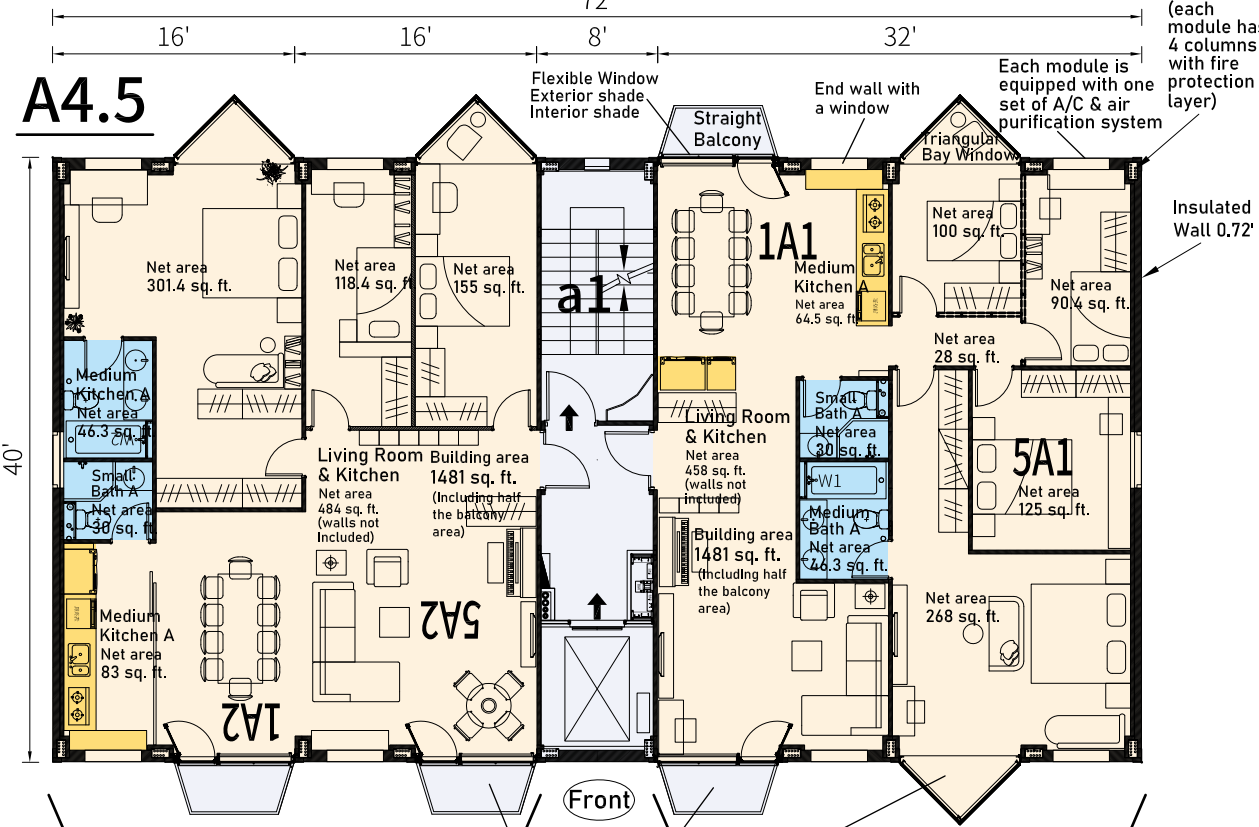 72'
16'
16'
8'
32'
(each
module has
4 columns
with fire
protection
layer)
A4.5
Flexible Window
Exterior shade
Interior shade
Straight
Balcony
End wall with
a window
Each module is
equipped with one
set of A/C & air
purification system
Triangular
Bay Window
Insulated
Wall 0.72'
40'
Net area
301.4 sq. ft.
Net area
118.4 sq. ft.
Net area
155 sq. ft.
a1
1A1
Medium
Kitchen A
Net area
64.5 sq. ft.
Net area
100 sq. ft.
Net area
90.4 sq. ft.
Net area
28 sq. ft.
Medium
Kitchen A
Net area
46.3 sq. ft.
Small
Bath A
Net area
30 sq. ft.
Living Room
& Kitchen
Net area
484 sq. ft.
(walls not
Included)
Building area
1481 sq. ft.
(Including half
the balcony
area)
Living Room
& Kitchen
Net area
458 sq. ft.
(walls not
included)
Building area
1481 sq. ft.
(Including half
the balcony
area)
Small
Bath A
Net area
30 sq. ft.
W1
Medium
Bath A
Net area
46.3 sq. ft.
5A1
Net area
125 sq. ft.
Net area
268 sq. ft.
Medium
Kitchen A
Net area
83 sq. ft.
5A2
1A2
Front